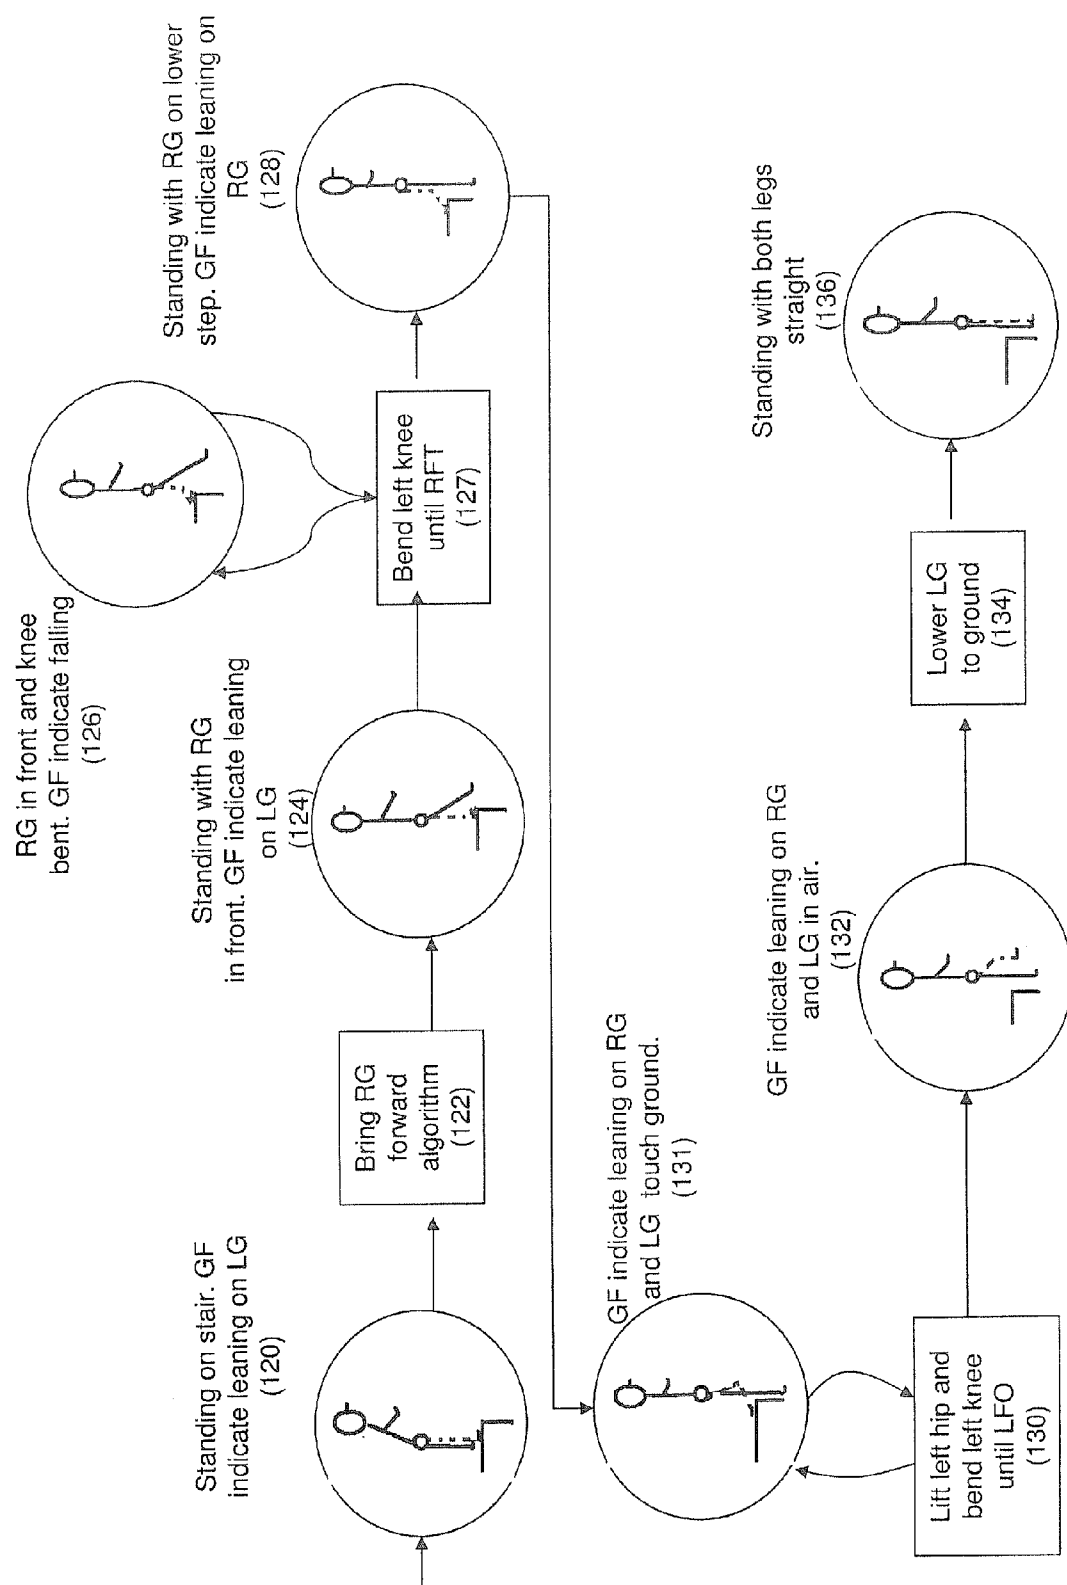 Standing on stair. GF
indicate leaning on LG
(120)
Bring RG
forward
algorithm
(122)
Standing with RG
in front. GF indicate leaning
on LG
(124)
RG in front and knee
bent. GF indicate falling
(126)
Bend left knee
until RFT
(127)
Standing with RG on lower
step. GF indicate leaning on
RG
(128)
GF indicate leaning on RG
and LG touch ground.
(131)
Lift left hip and
bend left knee
until LFO
(130)
GF indicate leaning on RG
and LG in air.
(132)
Lower LG
to ground
(134)
Standing with both legs
straight
(136)